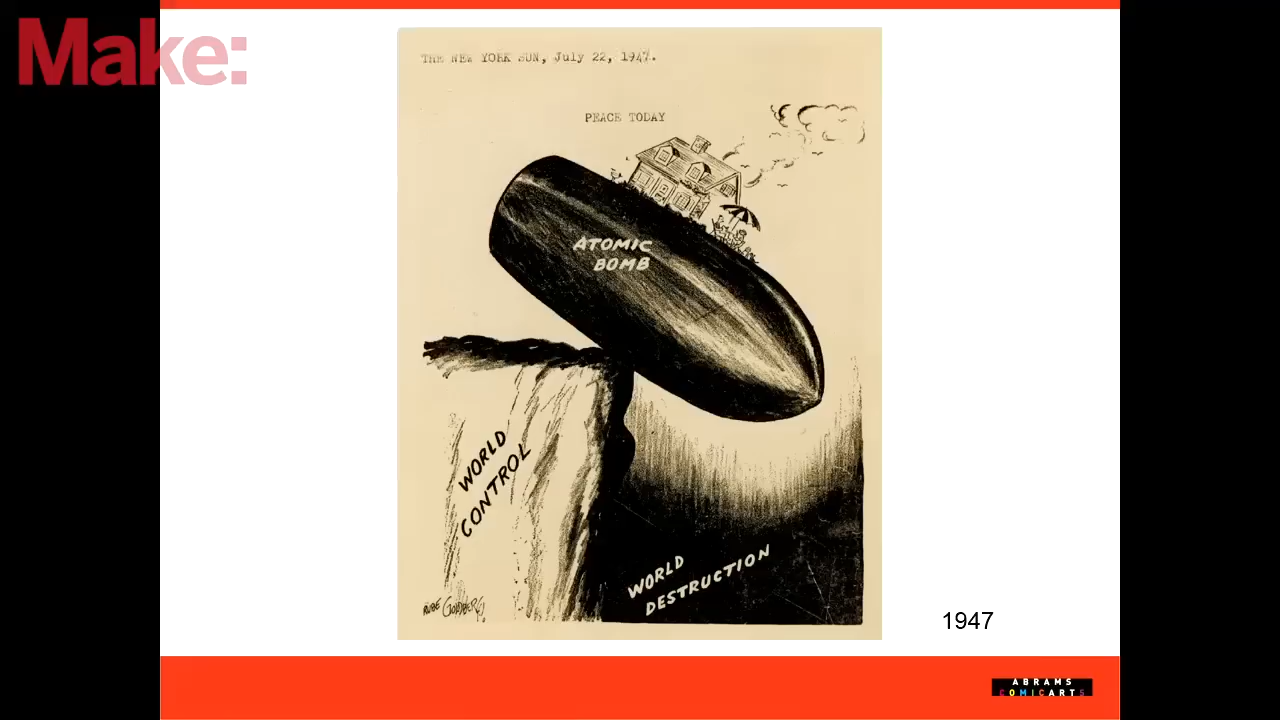 Make:
THE NEW YORK SUN, July 22, 1947.
PEACE TODAY
ATOMIC
BOMB
WORLD
CONTROL
WORLD
DESTRUCTION
RUBE GOLDBERG
1947
ABRAMS
COMICARTS